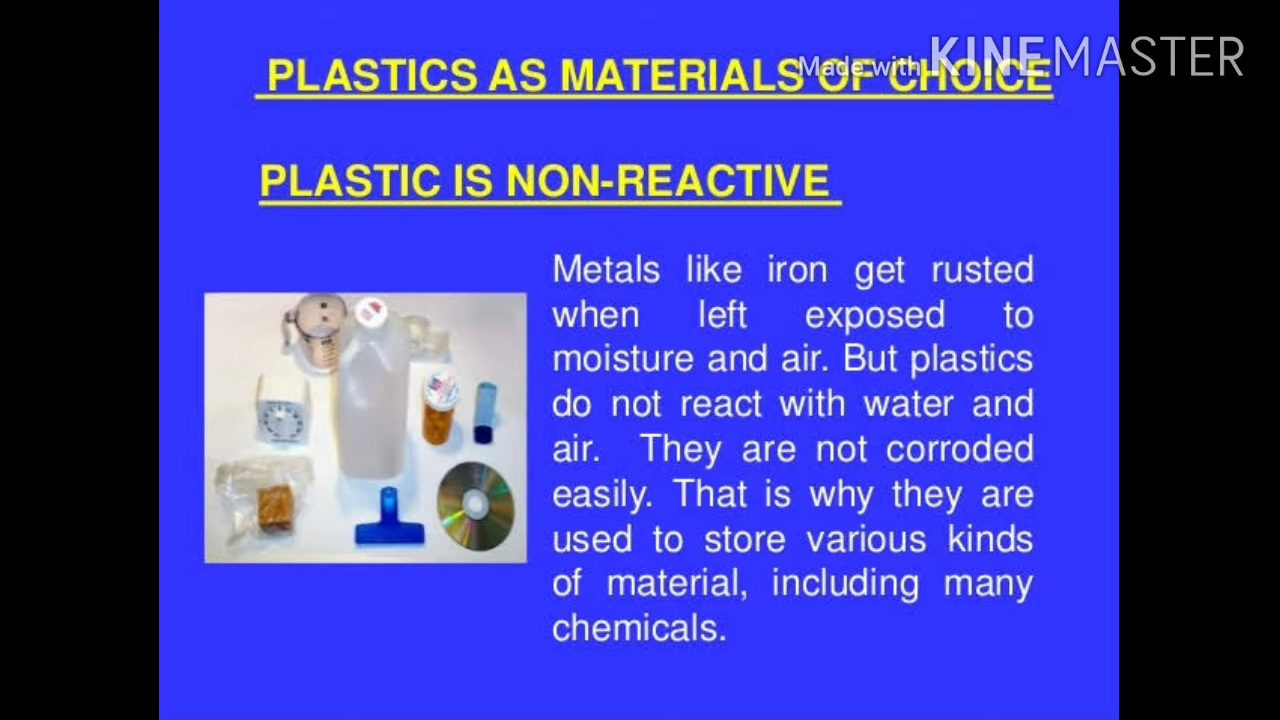 Made with KINEMASTER
PLASTICS AS MATERIALS OF CHOICE
PLASTIC IS NON-REACTIVE
Metals like iron get rusted
when left exposed to
moisture and air. But plastics
do not react with water and
air. They are not corroded
easily. That is why they are
used to store various kinds
of material, including many
chemicals.